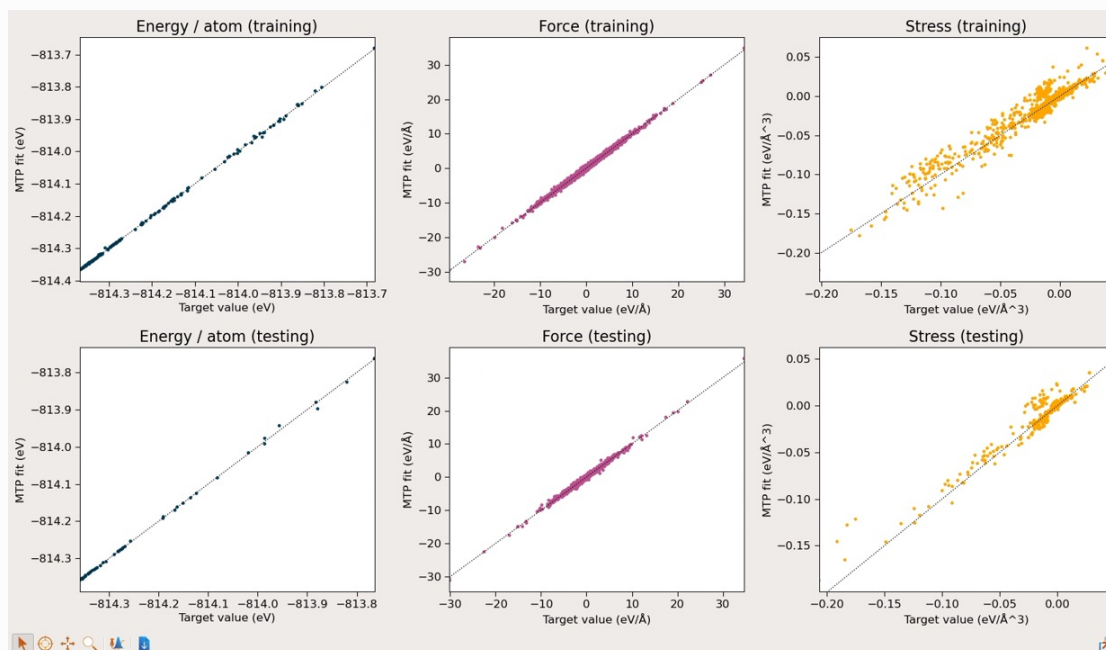 Energy / atom (training)
−813.7
−813.8
−813.9
−814.0
−814.1
−814.2
−814.3
−814.4
MTP fit (eV)
−814.3 −814.2 −814.1 −814.0 −813.9 −813.8 −813.7
Target value (eV)
Force (training)
30
20
10
0
−10
−20
−30
MTP fit (eV/Å)
−20 −10 0 10 20 30
Target value (eV/Å)
Stress (training)
0.05
0.00
−0.05
−0.10
−0.15
−0.20
MTP fit (eV/Å^3)
−0.20 −0.15 −0.10 −0.05 0.00
Target value (eV/Å^3)
Energy / atom (testing)
−813.8
−813.9
−814.0
−814.1
−814.2
−814.3
MTP fit (eV)
−814.3 −814.2 −814.1 −814.0 −813.9 −813.8
Target value (eV)
Force (testing)
30
20
10
0
−10
−20
−30
MTP fit (eV/Å)
−30 −20 −10 0 10 20 30
Target value (eV/Å)
Stress (testing)
0.05
0.00
−0.05
−0.10
−0.15
MTP fit (eV/Å^3)
−0.20 −0.15 −0.10 −0.05 0.00
Target value (eV/Å^3)